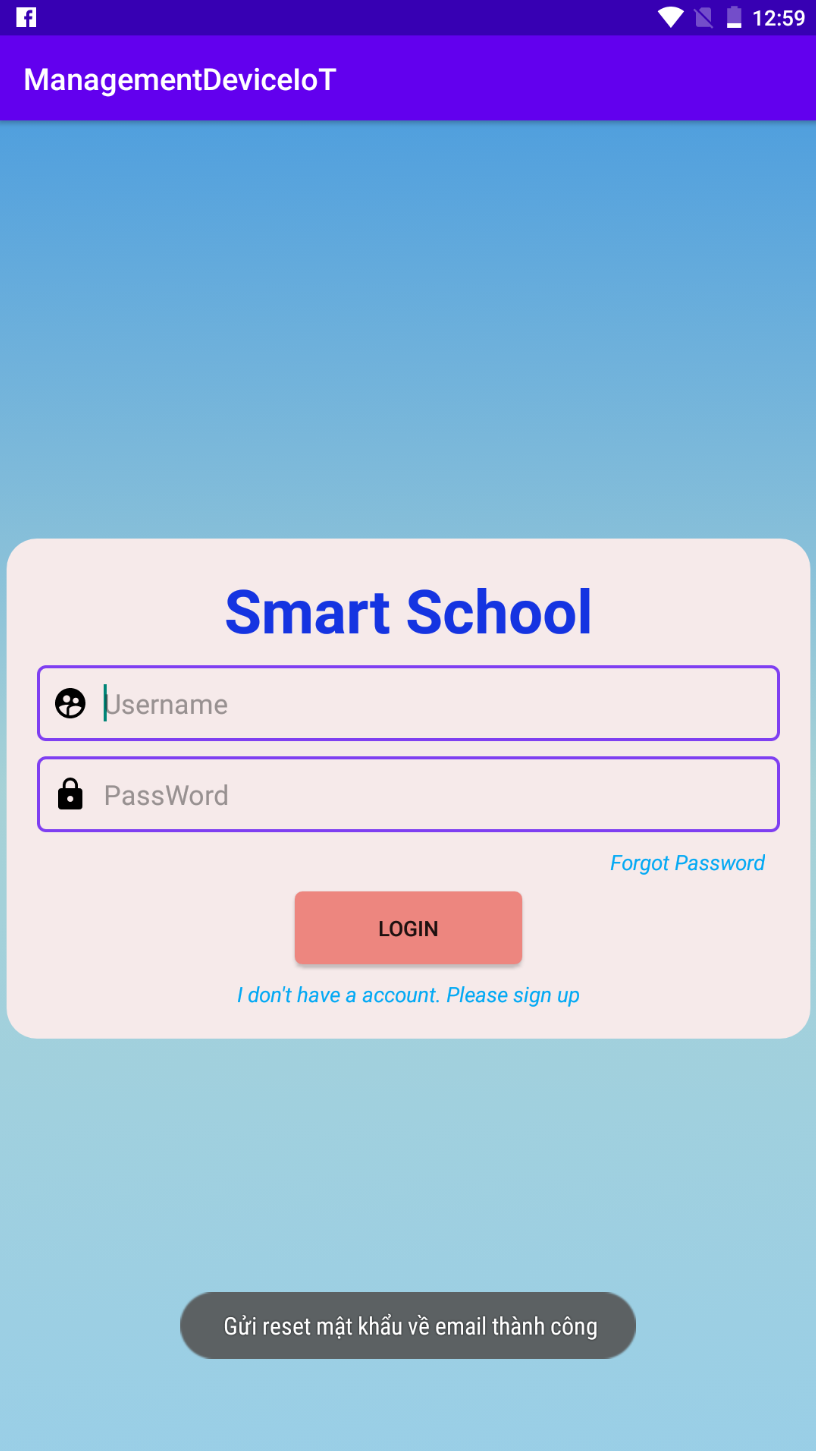 12:59
ManagementDeviceIoT
Smart School
Username
PassWord
Forgot Password
LOGIN
I don't have a account. Please sign up
Gửi reset mật khẩu về email thành công